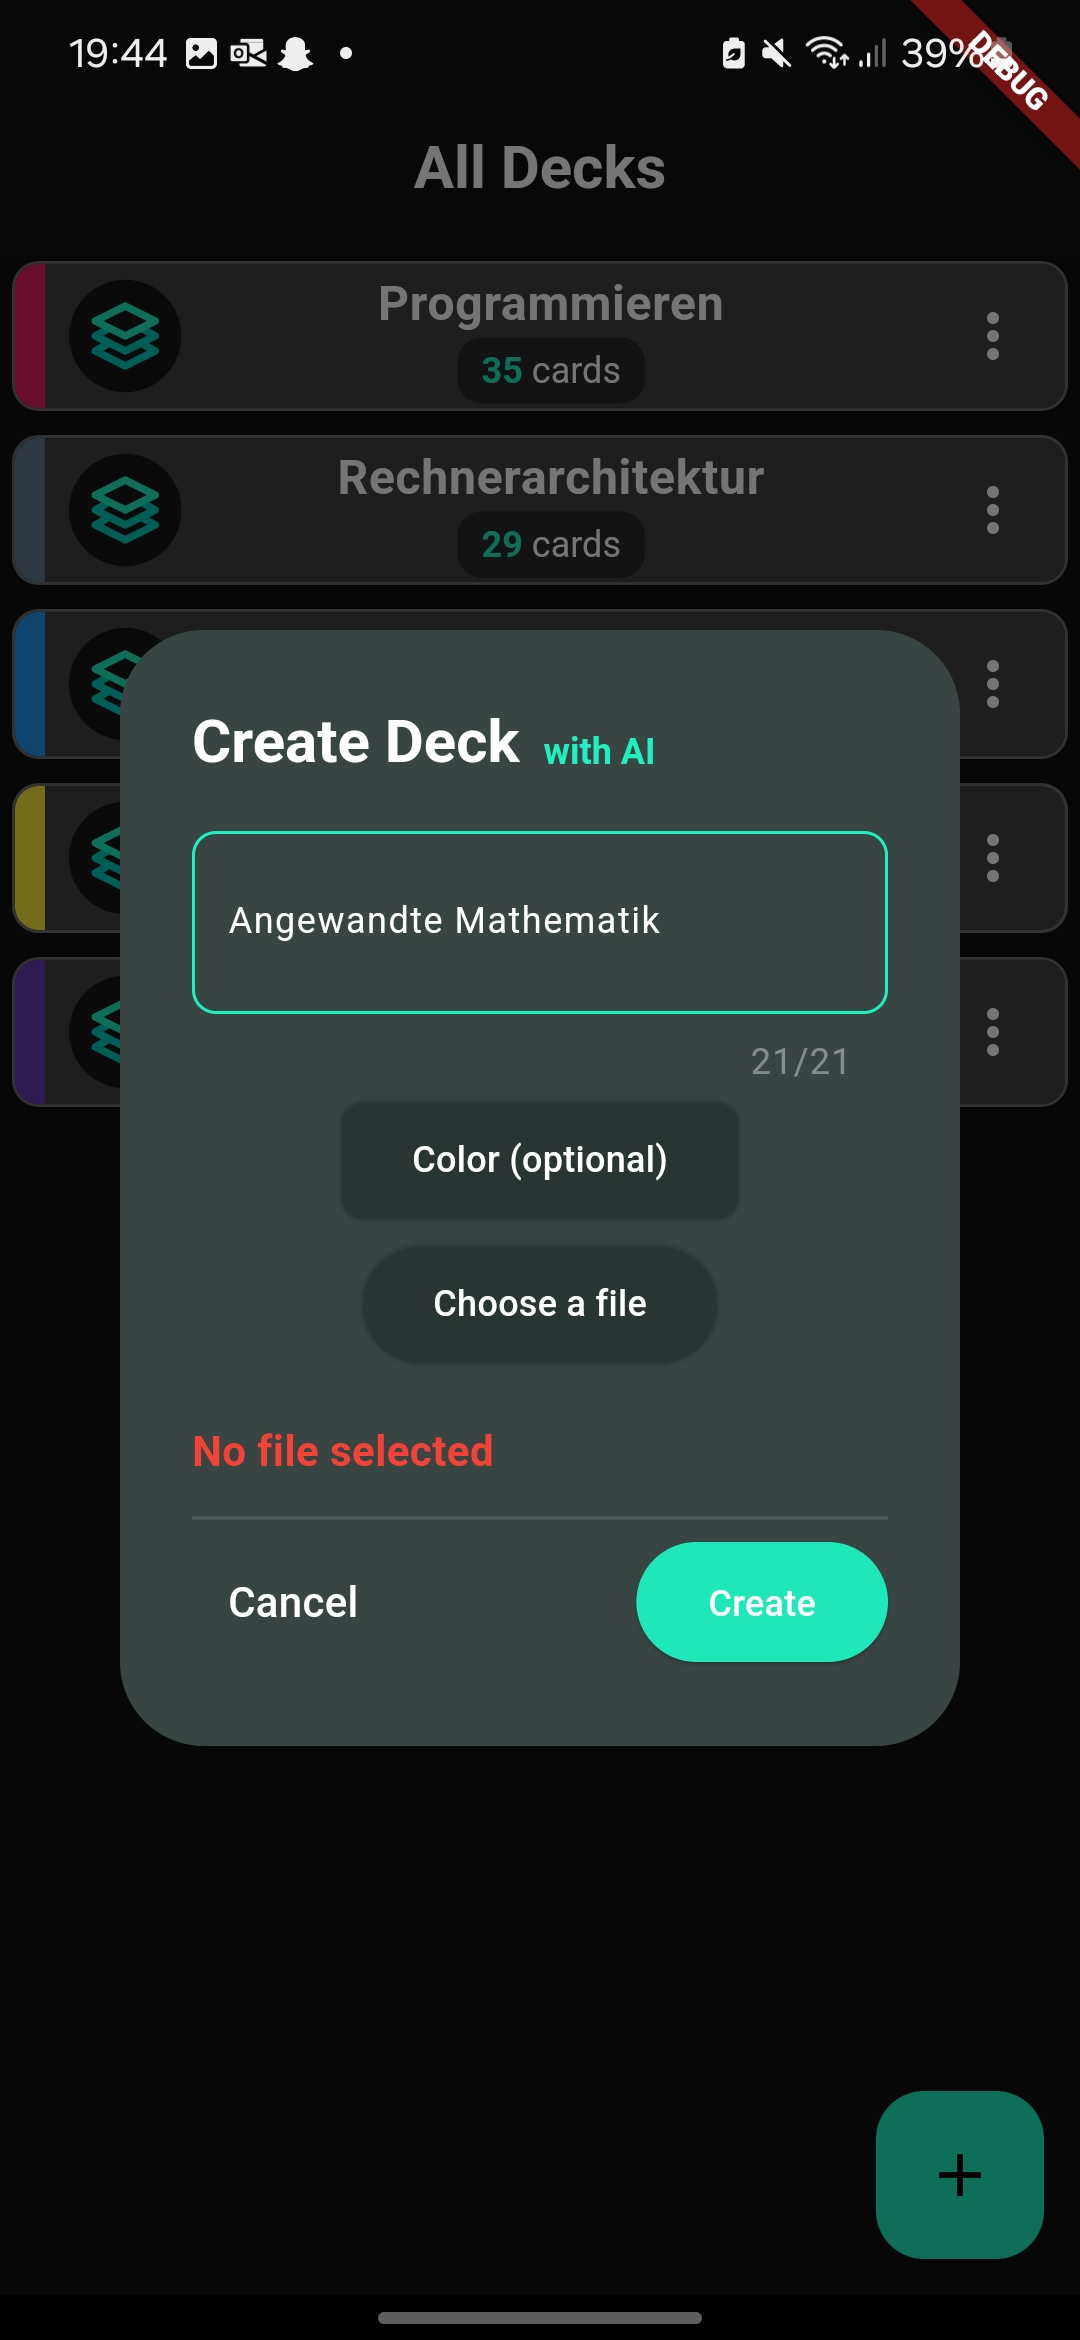 19:44
39%
DEBUG
All Decks
Programmieren
35 cards
Rechnerarchitektur
29 cards
Create Deck with AI
Angewandte Mathematik
21/21
Color (optional)
Choose a file
No file selected
Cancel
Create